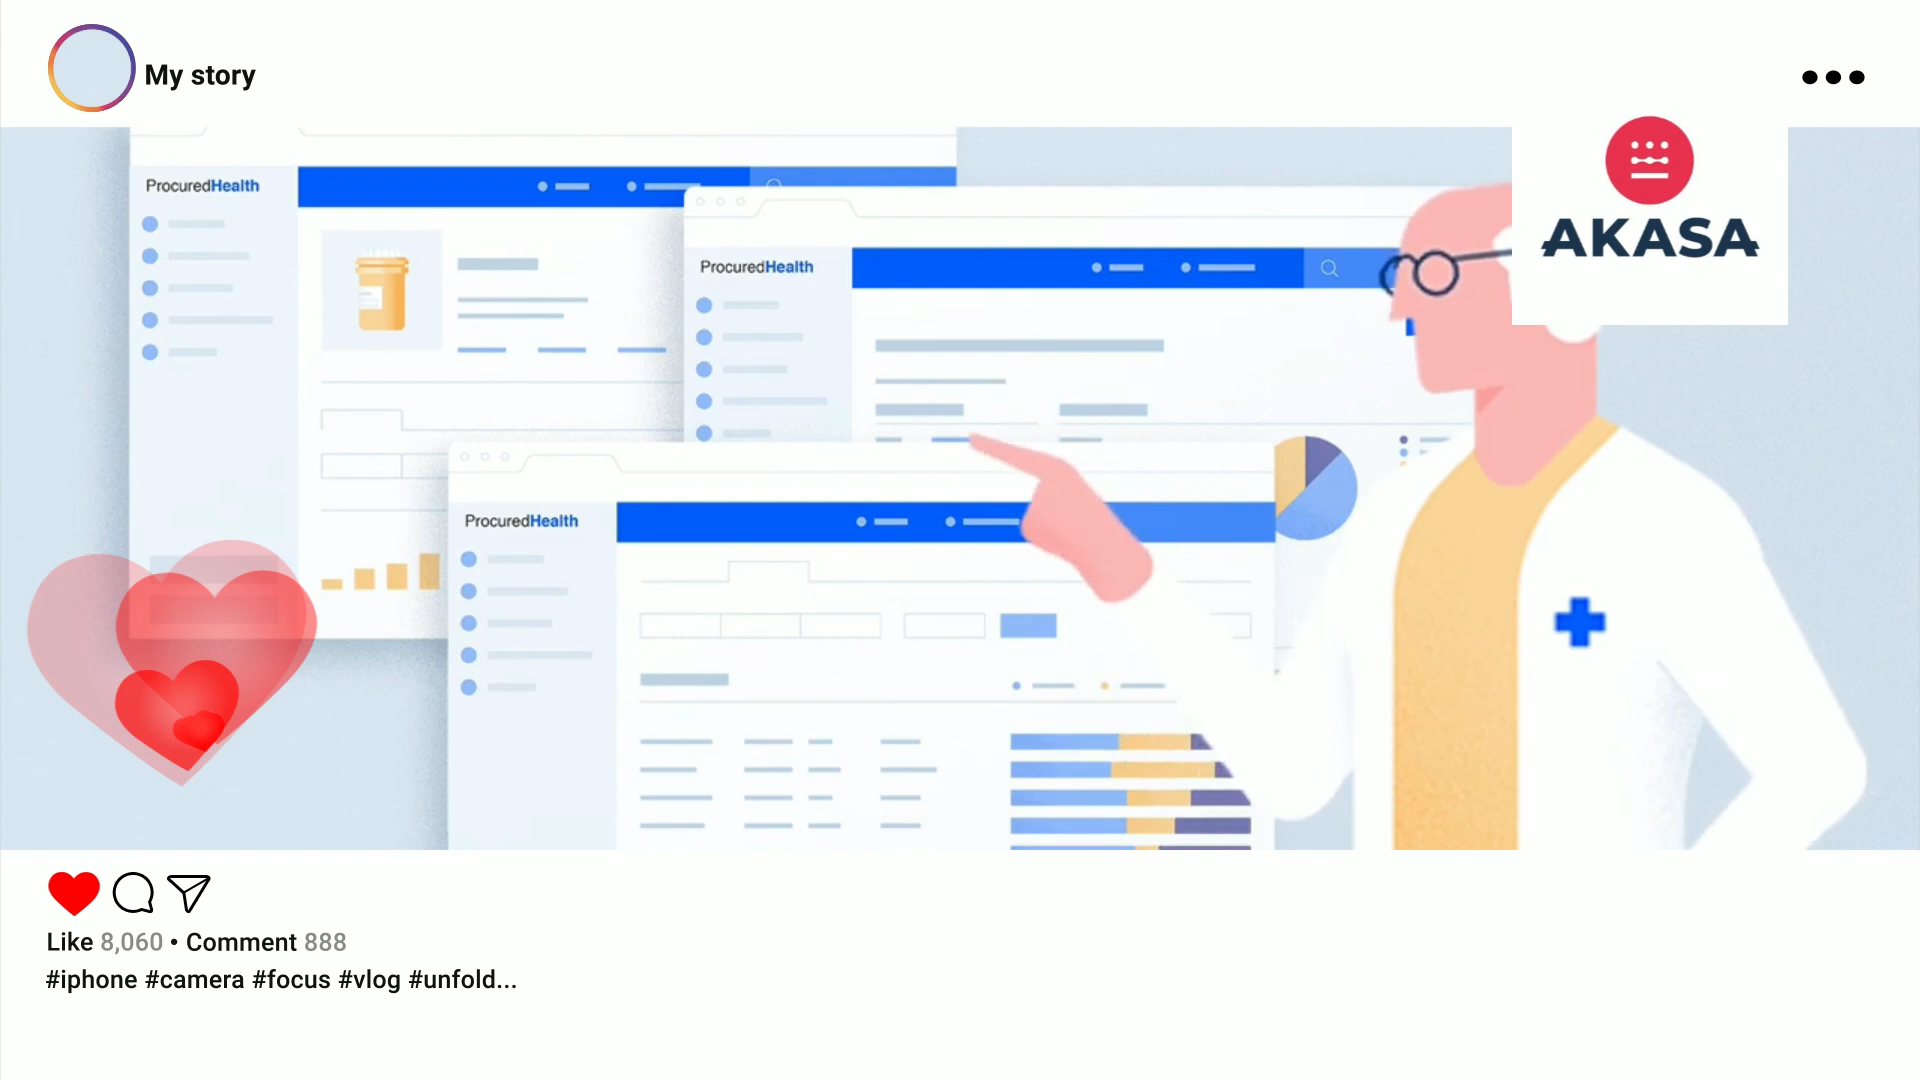 My story
ProcuredHealth
ProcuredHealth
AKASA
ProcuredHealth
Like 8,060 • Comment 888
#iphone #camera #focus #vlog #unfold...